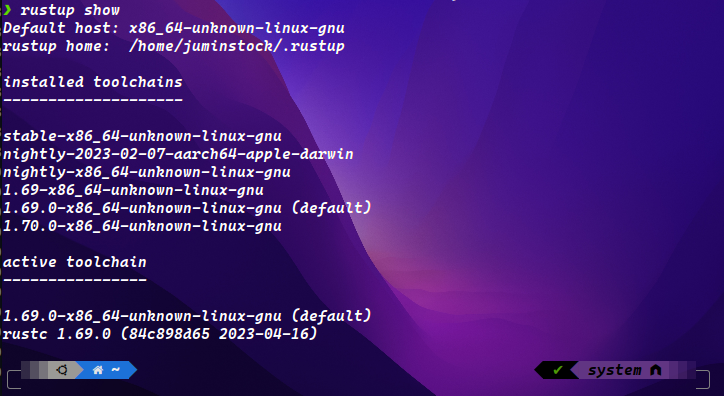 ❯ rustup show
Default host: x86_64-unknown-linux-gnu
rustup home:  /home/juminstock/.rustup
installed toolchains
--------------------
stable-x86_64-unknown-linux-gnu
nightly-2023-02-07-aarch64-apple-darwin
nightly-x86_64-unknown-linux-gnu
1.69-x86_64-unknown-linux-gnu
1.69.0-x86_64-unknown-linux-gnu (default)
1.70.0-x86_64-unknown-linux-gnu
active toolchain
----------------
1.69.0-x86_64-unknown-linux-gnu (default)
rustc 1.69.0 (84c898d65 2023-04-16)
~ ✔ system